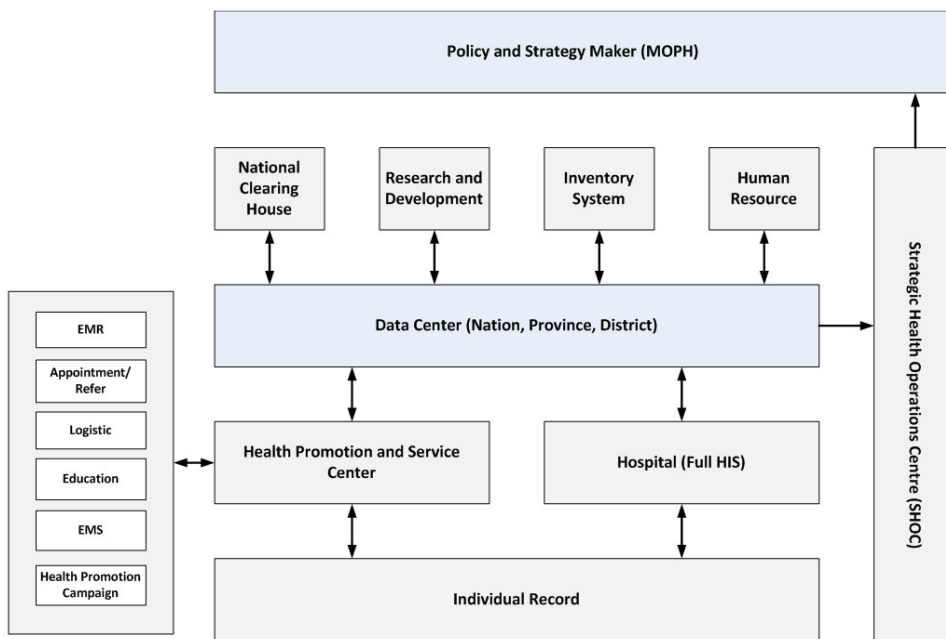 Policy and Strategy Maker (MOPH)
National
Clearing
House
Research and
Development
Inventory
System
Human
Resource
Data Center (Nation, Province, District)
EMR
Appointment/
Refer
Logistic
Education
EMS
Health Promotion
Campaign
Health Promotion and Service
Center
Hospital (Full HIS)
Individual Record
Strategic Health Operations Centre (SHOC)